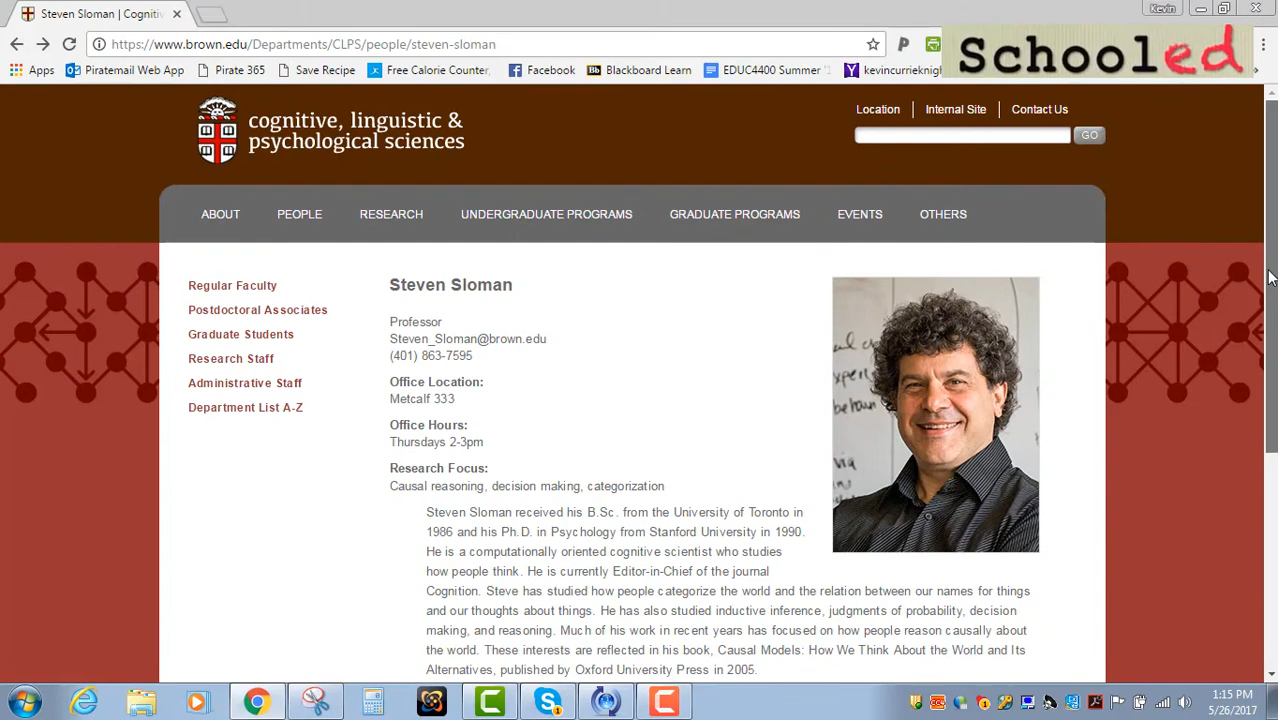 Steven Sloman | Cogniti
Kevin
https://www.brown.edu/Departments/CLPS/people/steven-sloman
Schooled
Apps
Piratemail Web App
Pirate 365
Save Recipe
Free Calorie Counter,
Facebook
Blackboard Learn
EDUC4400 Summer '1
kevincurrieknigh
cognitive, linguistic &
psychological sciences
Location
Internal Site
Contact Us
GO
ABOUT
PEOPLE
RESEARCH
UNDERGRADUATE PROGRAMS
GRADUATE PROGRAMS
EVENTS
OTHERS
Regular Faculty
Postdoctoral Associates
Graduate Students
Research Staff
Administrative Staff
Department List A-Z
Steven Sloman
Professor
Steven_Sloman@brown.edu
(401) 863-7595
Office Location:
Metcalf 333
Office Hours:
Thursdays 2-3pm
Research Focus:
Causal reasoning, decision making, categorization
Steven Sloman received his B.Sc. from the University of Toronto in
1986 and his Ph.D. in Psychology from Stanford University in 1990.
He is a computationally oriented cognitive scientist who studies
how people think. He is currently Editor-in-Chief of the journal
Cognition. Steve has studied how people categorize the world and the relation between our names for things
and our thoughts about things. He has also studied inductive inference, judgments of probability, decision
making, and reasoning. Much of his work in recent years has focused on how people reason causally about
the world. These interests are reflected in his book, Causal Models: How We Think About the World and Its
Alternatives, published by Oxford University Press in 2005.
1:15 PM
5/26/2017